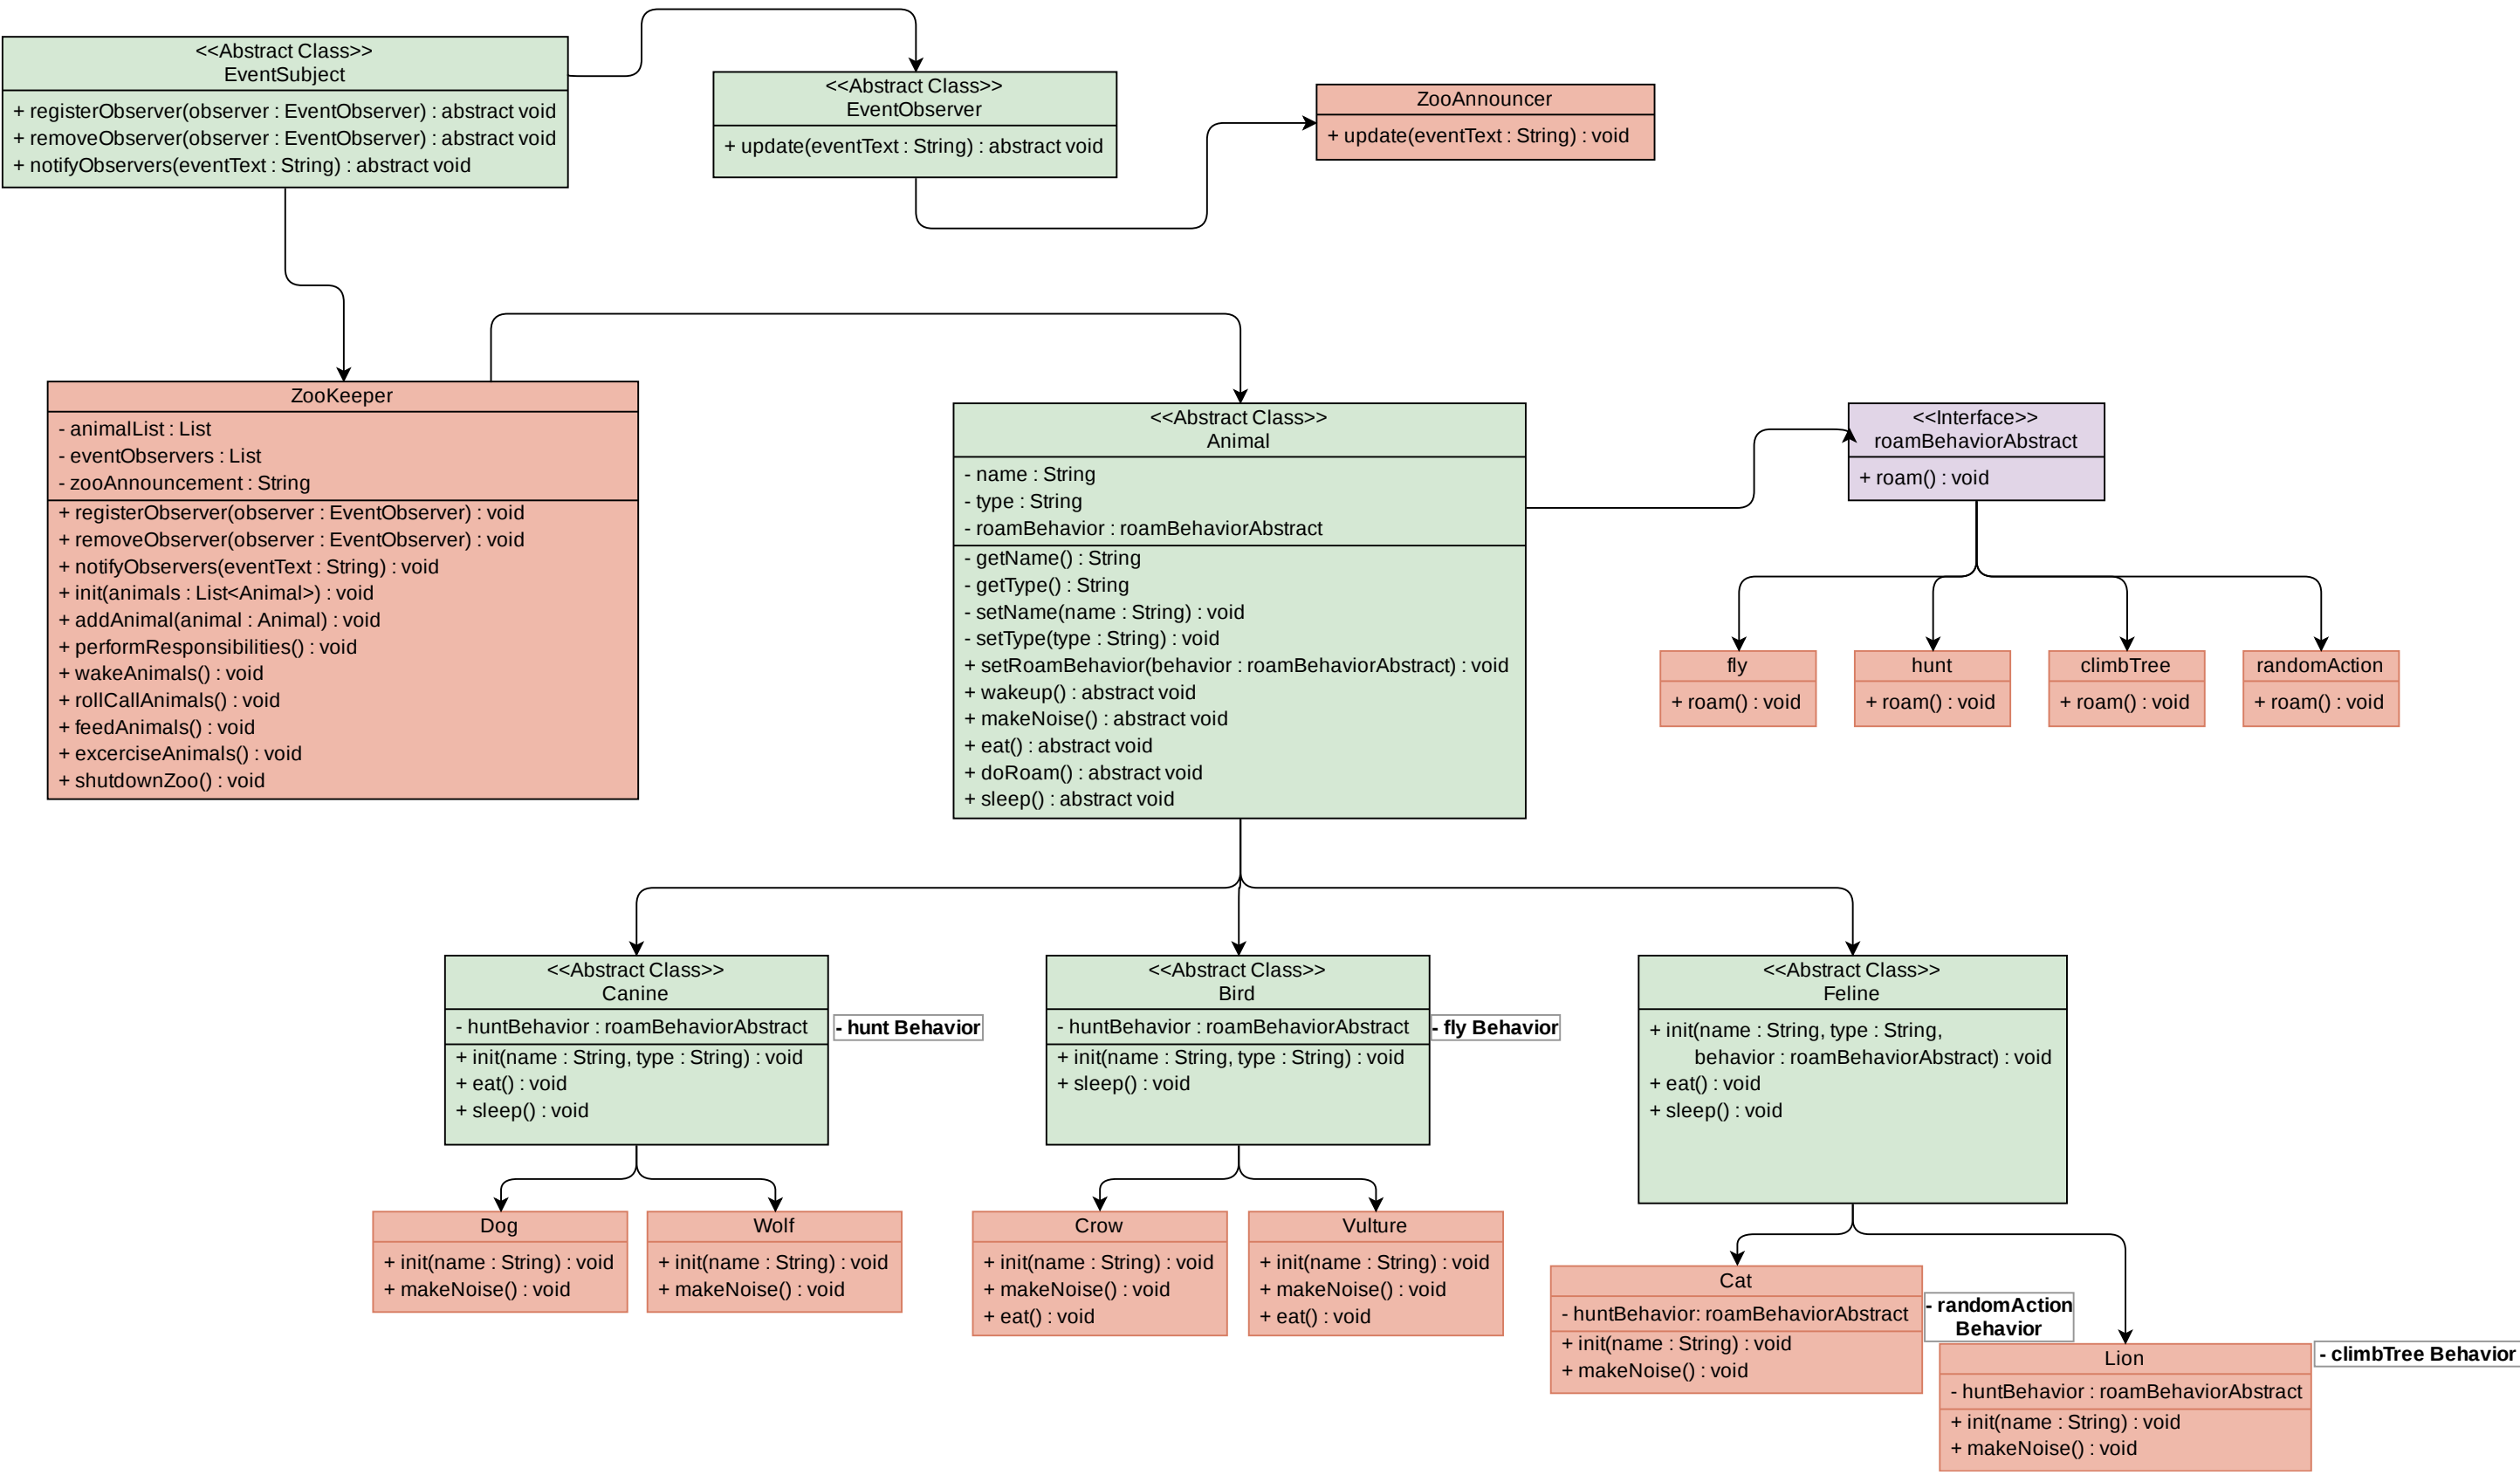 <<Abstract Class>>
EventSubject
+ registerObserver(observer : EventObserver) : abstract void
+ removeObserver(observer : EventObserver) : abstract void
+ notifyObservers(eventText : String) : abstract void
<<Abstract Class>>
EventObserver
+ update(eventText : String) : abstract void
ZooAnnouncer
+ update(eventText : String) : void
ZooKeeper
- animalList : List
- eventObservers : List
- zooAnnouncement : String
+ registerObserver(observer : EventObserver) : void
+ removeObserver(observer : EventObserver) : void
+ notifyObservers(eventText : String) : void
+ init(animals : List<Animal>) : void
+ addAnimal(animal : Animal) : void
+ performResponsibilities() : void
+ wakeAnimals() : void
+ rollCallAnimals() : void
+ feedAnimals() : void
+ excerciseAnimals() : void
+ shutdownZoo() : void
<<Abstract Class>>
Animal
- name : String
- type : String
- roamBehavior : roamBehaviorAbstract
- getName() : String
- getType() : String
- setName(name : String) : void
- setType(type : String) : void
+ setRoamBehavior(behavior : roamBehaviorAbstract) : void
+ wakeup() : abstract void
+ makeNoise() : abstract void
+ eat() : abstract void
+ doRoam() : abstract void
+ sleep() : abstract void
<<Interface>>
roamBehaviorAbstract
+ roam() : void
fly
+ roam() : void
hunt
+ roam() : void
climbTree
+ roam() : void
randomAction
+ roam() : void
<<Abstract Class>>
Canine
- huntBehavior : roamBehaviorAbstract
+ init(name : String, type : String) : void
+ eat() : void
+ sleep() : void
- hunt Behavior
<<Abstract Class>>
Bird
- huntBehavior : roamBehaviorAbstract
+ init(name : String, type : String) : void
+ sleep() : void
- fly Behavior
<<Abstract Class>>
Feline
+ init(name : String, type : String,
behavior : roamBehaviorAbstract) : void
+ eat() : void
+ sleep() : void
Dog
+ init(name : String) : void
+ makeNoise() : void
Wolf
+ init(name : String) : void
+ makeNoise() : void
Crow
+ init(name : String) : void
+ makeNoise() : void
+ eat() : void
Vulture
+ init(name : String) : void
+ makeNoise() : void
+ eat() : void
Cat
- huntBehavior: roamBehaviorAbstract
+ init(name : String) : void
+ makeNoise() : void
- randomAction
Behavior
Lion
- huntBehavior : roamBehaviorAbstract
+ init(name : String) : void
+ makeNoise() : void
- climbTree Behavior